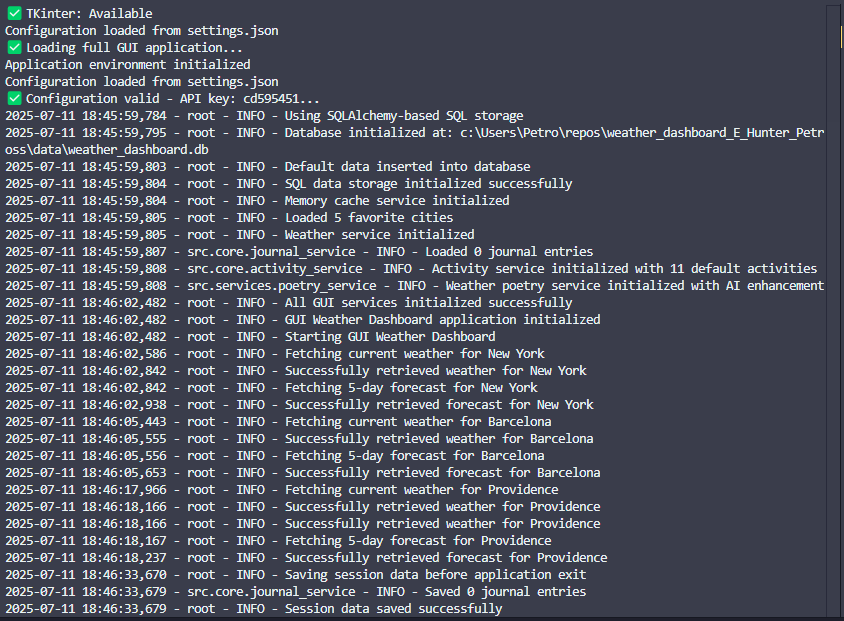 ✅ TKinter: Available
Configuration loaded from settings.json
✅ Loading full GUI application...
Application environment initialized
Configuration loaded from settings.json
✅ Configuration valid - API key: cd595451...
2025-07-11 18:45:59,784 - root - INFO - Using SQLAlchemy-based SQL storage
2025-07-11 18:45:59,795 - root - INFO - Database initialized at: c:\Users\Petro\repos\weather_dashboard_E_Hunter_Petr
oss\data\weather_dashboard.db
2025-07-11 18:45:59,803 - root - INFO - Default data inserted into database
2025-07-11 18:45:59,804 - root - INFO - SQL data storage initialized successfully
2025-07-11 18:45:59,804 - root - INFO - Memory cache service initialized
2025-07-11 18:45:59,805 - root - INFO - Loaded 5 favorite cities
2025-07-11 18:45:59,805 - root - INFO - Weather service initialized
2025-07-11 18:45:59,807 - src.core.journal_service - INFO - Loaded 0 journal entries
2025-07-11 18:45:59,808 - src.core.activity_service - INFO - Activity service initialized with 11 default activities
2025-07-11 18:45:59,808 - src.services.poetry_service - INFO - Weather poetry service initialized with AI enhancement
2025-07-11 18:46:02,482 - root - INFO - All GUI services initialized successfully
2025-07-11 18:46:02,482 - root - INFO - GUI Weather Dashboard application initialized
2025-07-11 18:46:02,482 - root - INFO - Starting GUI Weather Dashboard
2025-07-11 18:46:02,586 - root - INFO - Fetching current weather for New York
2025-07-11 18:46:02,842 - root - INFO - Successfully retrieved weather for New York
2025-07-11 18:46:02,842 - root - INFO - Fetching 5-day forecast for New York
2025-07-11 18:46:02,938 - root - INFO - Successfully retrieved forecast for New York
2025-07-11 18:46:05,443 - root - INFO - Fetching current weather for Barcelona
2025-07-11 18:46:05,555 - root - INFO - Successfully retrieved weather for Barcelona
2025-07-11 18:46:05,556 - root - INFO - Fetching 5-day forecast for Barcelona
2025-07-11 18:46:05,653 - root - INFO - Successfully retrieved forecast for Barcelona
2025-07-11 18:46:17,966 - root - INFO - Fetching current weather for Providence
2025-07-11 18:46:18,166 - root - INFO - Successfully retrieved weather for Providence
2025-07-11 18:46:18,166 - root - INFO - Successfully retrieved weather for Providence
2025-07-11 18:46:18,167 - root - INFO - Fetching 5-day forecast for Providence
2025-07-11 18:46:18,237 - root - INFO - Successfully retrieved forecast for Providence
2025-07-11 18:46:33,670 - root - INFO - Saving session data before application exit
2025-07-11 18:46:33,679 - src.core.journal_service - INFO - Saved 0 journal entries
2025-07-11 18:46:33,679 - root - INFO - Session data saved successfully